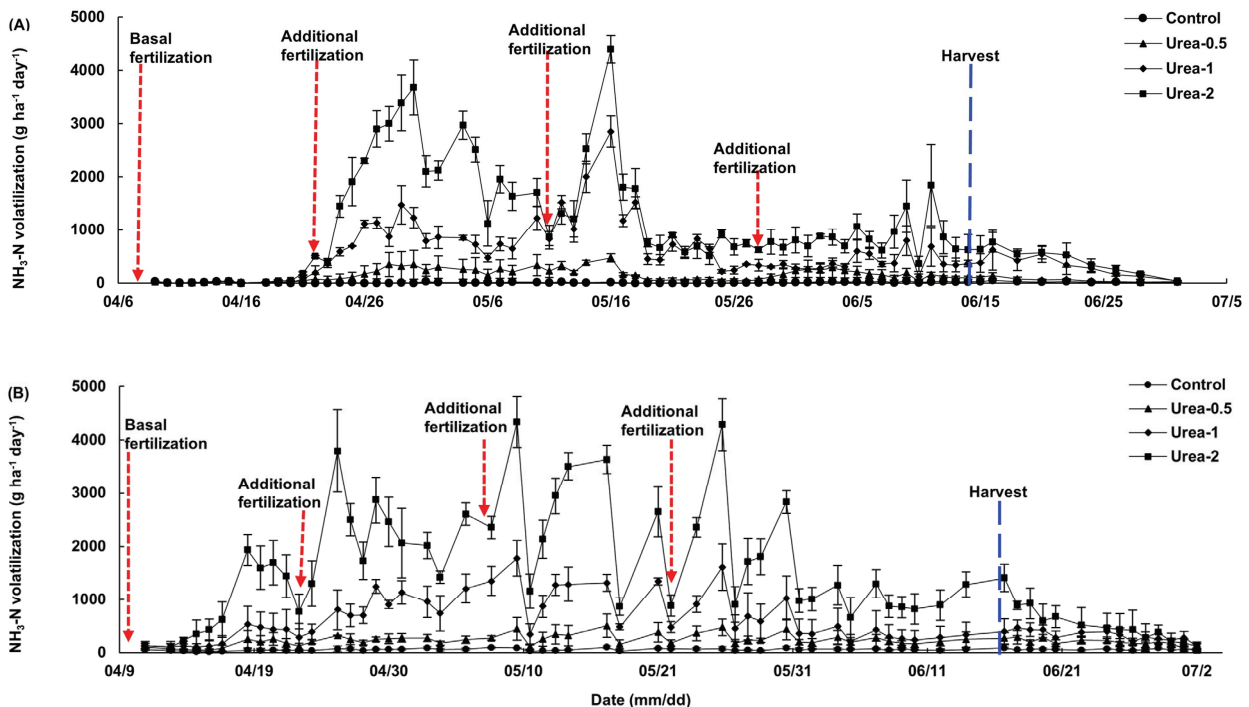 (A)
NH₃-N volatilization (g ha⁻¹ day⁻¹)
5000
4000
3000
2000
1000
0
Basal
fertilization
Additional
fertilization
Additional
fertilization
Additional
fertilization
Harvest
Control
Urea-0.5
Urea-1
Urea-2
04/6 04/16 04/26 05/6 05/16 05/26 06/5 06/15 06/25 07/5
(B)
NH₃-N volatilization (g ha⁻¹ day⁻¹)
5000
4000
3000
2000
1000
0
Basal
fertilization
Additional
fertilization
Additional
fertilization
Additional
fertilization
Harvest
Control
Urea-0.5
Urea-1
Urea-2
04/9 04/19 04/30 05/10 05/21 05/31 06/11 06/21 07/2
Date (mm/dd)